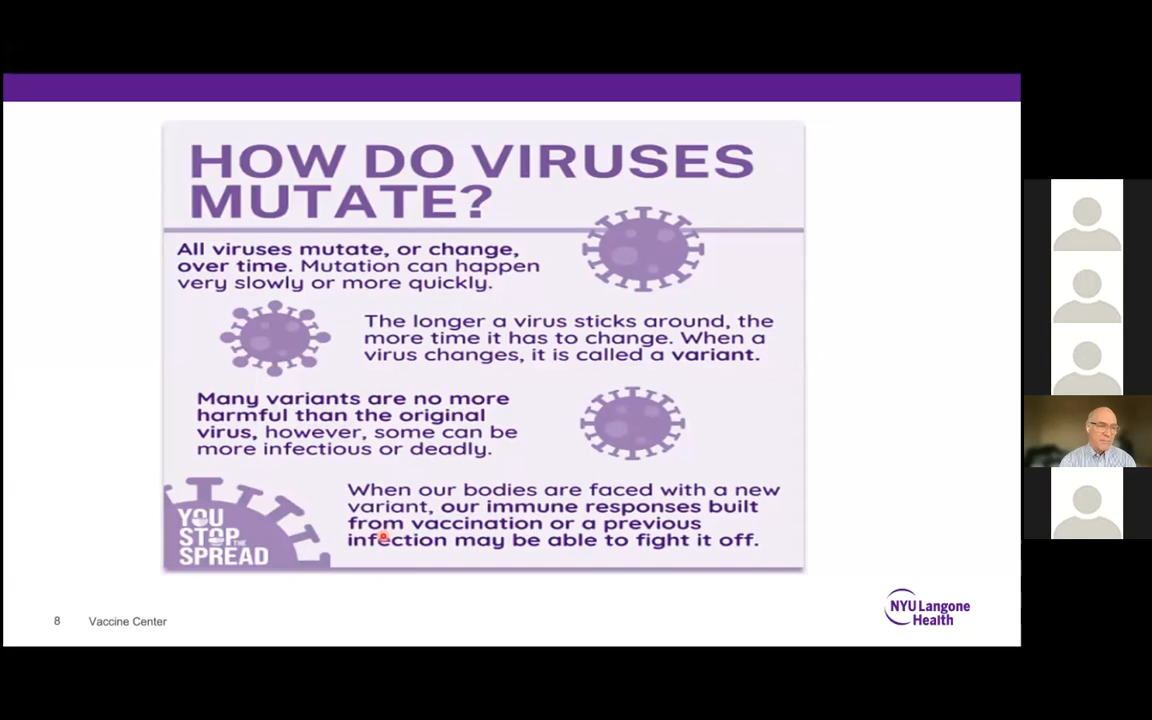 HOW DO VIRUSES
MUTATE?
All viruses mutate, or change,
over time. Mutation can happen
very slowly or more quickly.
The longer a virus sticks around, the
more time it has to change. When a
virus changes, it is called a variant.
Many variants are no more
harmful than the original
virus, however, some can be
more infectious or deadly.
When our bodies are faced with a new
variant, our immune responses built
from vaccination or a previous
infection may be able to fight it off.
YOU
STOP THE
SPREAD
8 Vaccine Center
NYU Langone
Health